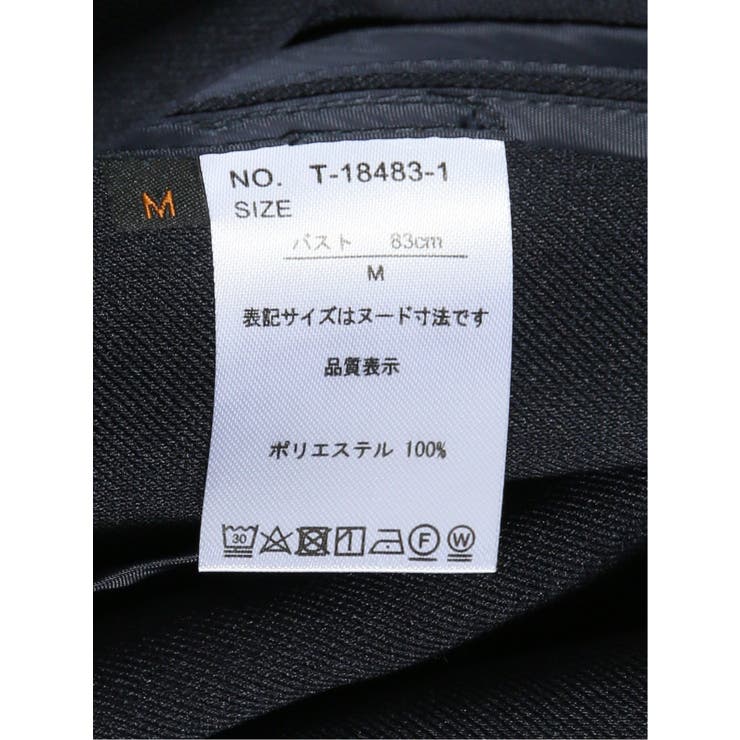 M
NO. T-18483-1
SIZE
バスト 83cm
M
表記サイズはヌード寸法です
品質表示
ポリエステル 100%
30 F W